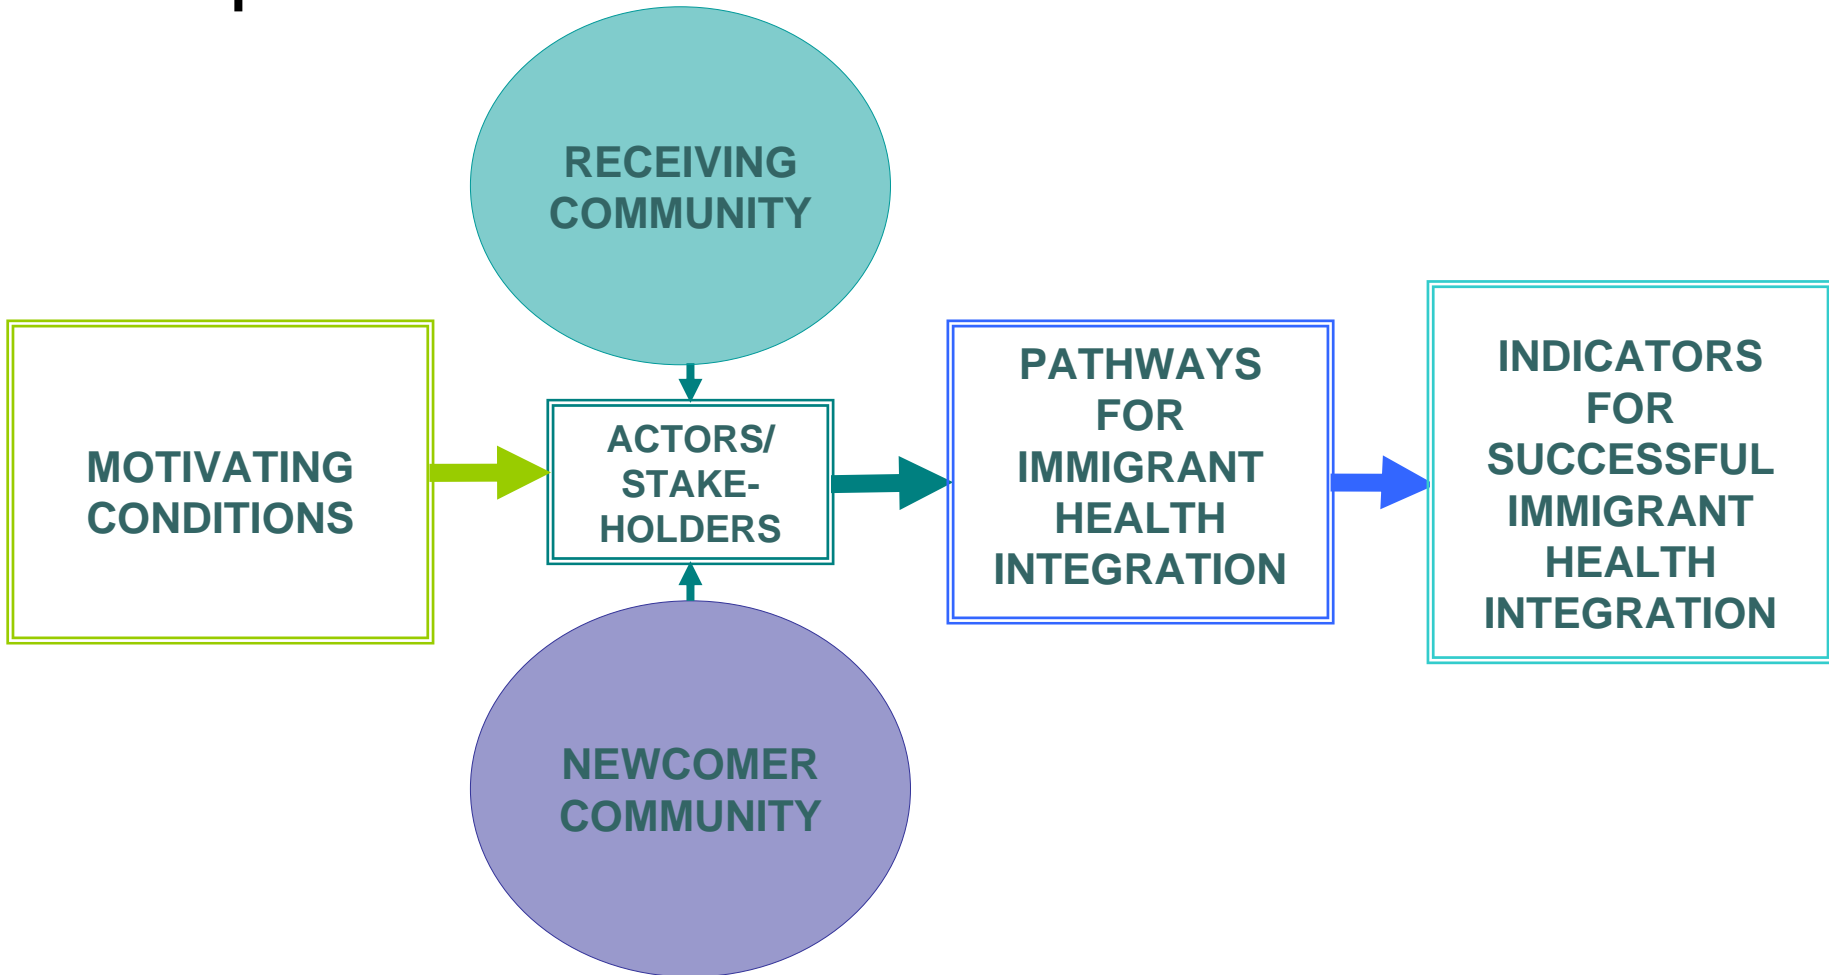 RECEIVING
COMMUNITY
MOTIVATING
CONDITIONS
ACTORS/
STAKE-
HOLDERS
PATHWAYS
FOR
IMMIGRANT
HEALTH
INTEGRATION
INDICATORS
FOR
SUCCESSFUL
IMMIGRANT
HEALTH
INTEGRATION
NEWCOMER
COMMUNITY